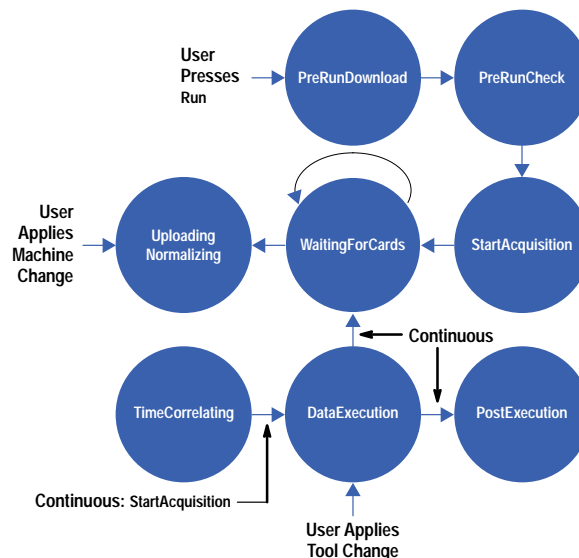 User
Presses
Run
PreRunDownload
PreRunCheck
User
Applies
Machine
Change
Uploading
Normalizing
WaitingForCards
StartAcquisition
Continuous
TimeCorrelating
DataExecution
PostExecution
Continuous: StartAcquisition
User Applies
Tool Change